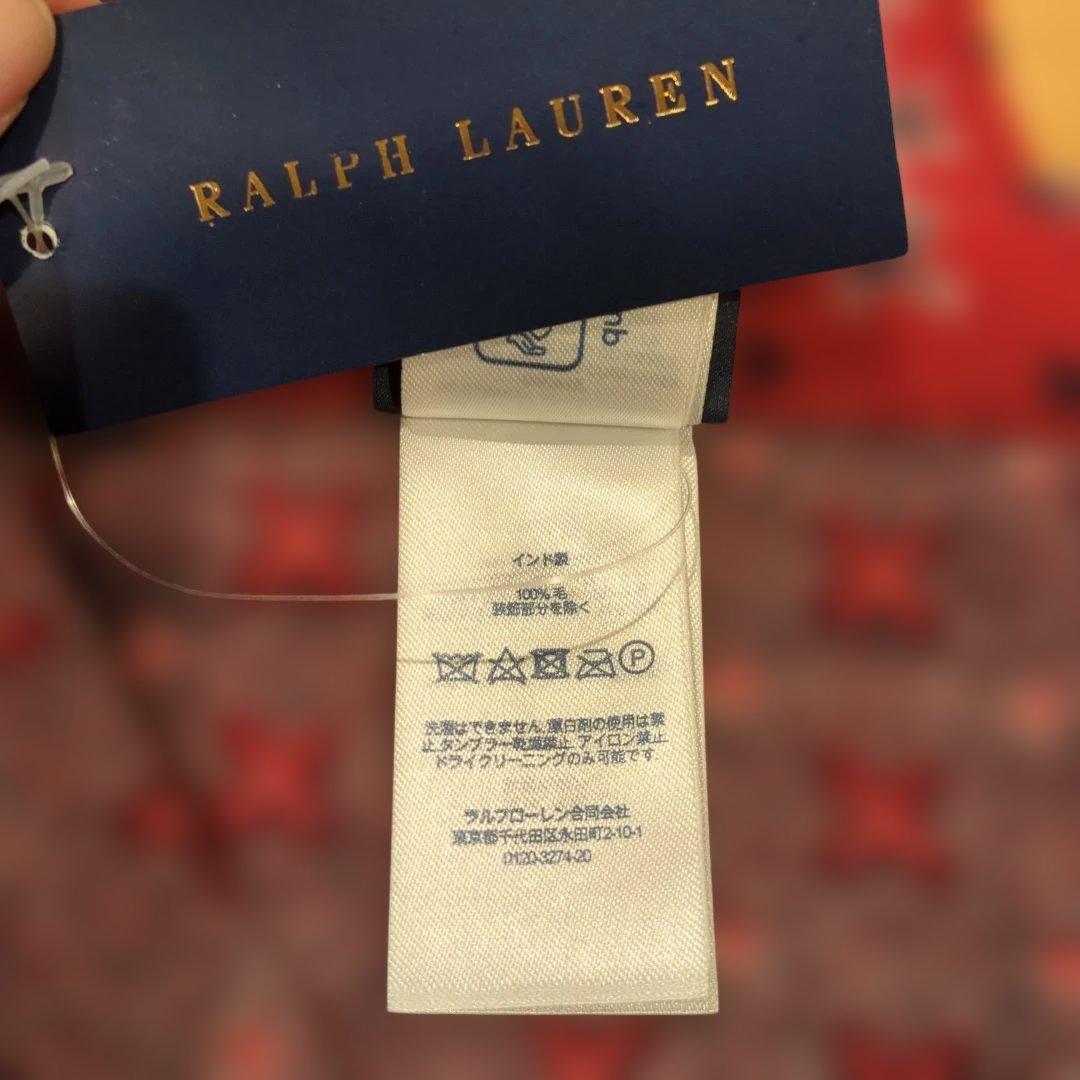 RALPH LAUREN
インド製
100% 毛
装飾部分を除く
P
洗濯はできません, 漂白剤の使用は禁
止, タンブラー乾燥禁止, アイロン禁止
ドライクリーニングのみ可能です
ラルフローレン合同会社
東京都千代田区永田町2-10-1
0120-3274-20